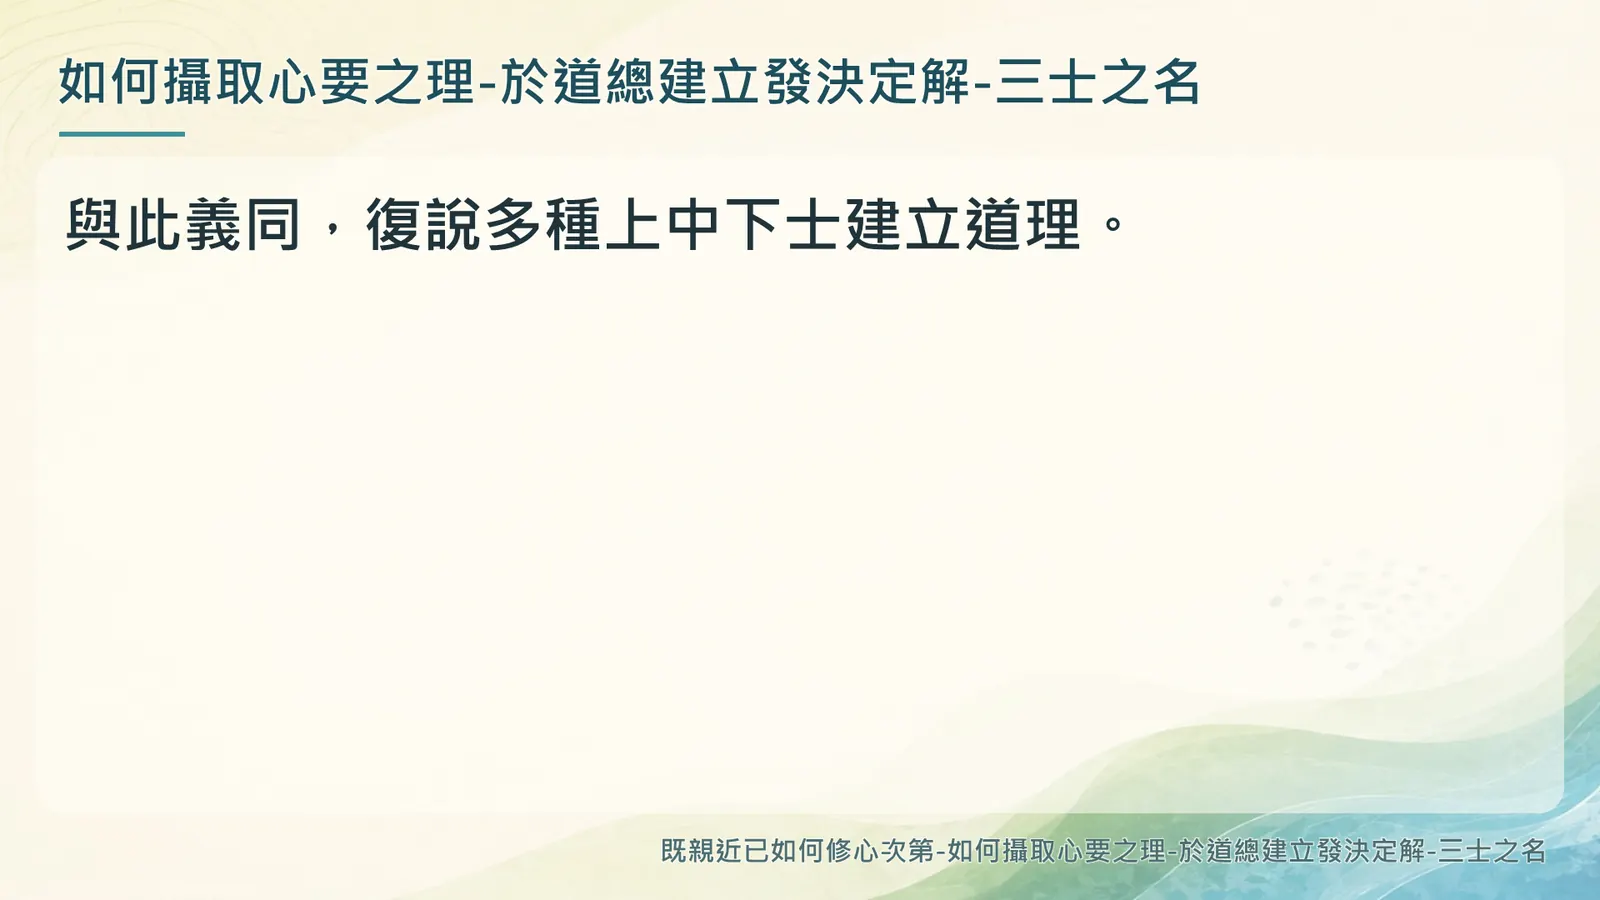 如何攝取心要之理-於道總建立發決定解-三士之名
與此義同，復說多種上中下士建立道理。
既親近已如何修心次第-如何攝取心要之理-於道總建立發決定解-三士之名